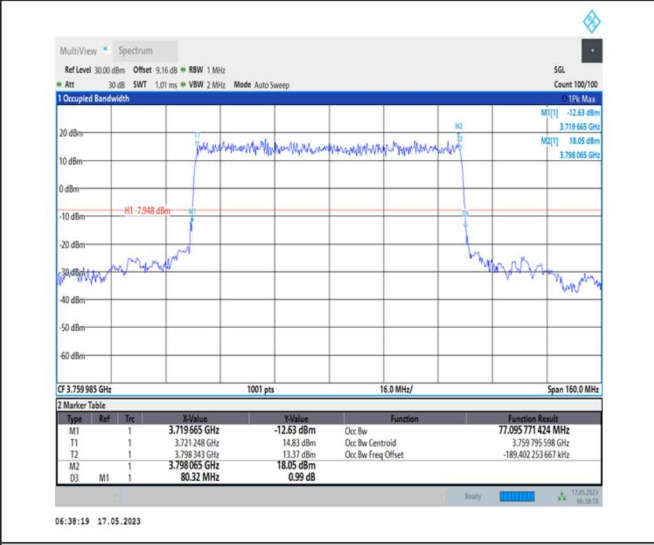 MultiView Spectrum
Ref Level 30.00 dBm Offset 9.16 dB RBW 1 MHz SGL
Att 30 dB SWT 1.01 ms VBW 2 MHz Mode Auto Sweep Count 100/100
1 Occupied Bandwidth 1Pk Max
M1[1] -12.63 dBm
3.719 665 GHz
M2[1] 18.05 dBm
3.798 065 GHz
M2
20 dBm
T1
10 dBm
0 dBm
H1 -7.948 dBm M1
-10 dBm
-20 dBm
-30 dBm
-40 dBm
-50 dBm
-60 dBm
CF 3.759 985 GHz 1001 pts 16.0 MHz/ Span 160.0 MHz
2 Marker Table
Type Ref Trc X-Value Y-Value Function Function Result
M1 1 3.719 665 GHz -12.63 dBm Occ Bw 77.095 771 424 MHz
T1 1 3.721 248 GHz 14.83 dBm Occ Bw Centroid 3.759 795 598 GHz
T2 1 3.798 343 GHz 13.37 dBm Occ Bw Freq Offset -189.402 253 667 kHz
M2 1 3.798 065 GHz 18.05 dBm
D3 M1 1 80.32 MHz 0.99 dB
Ready 17.05.2023
06:38:18
06:38:19 17.05.2023